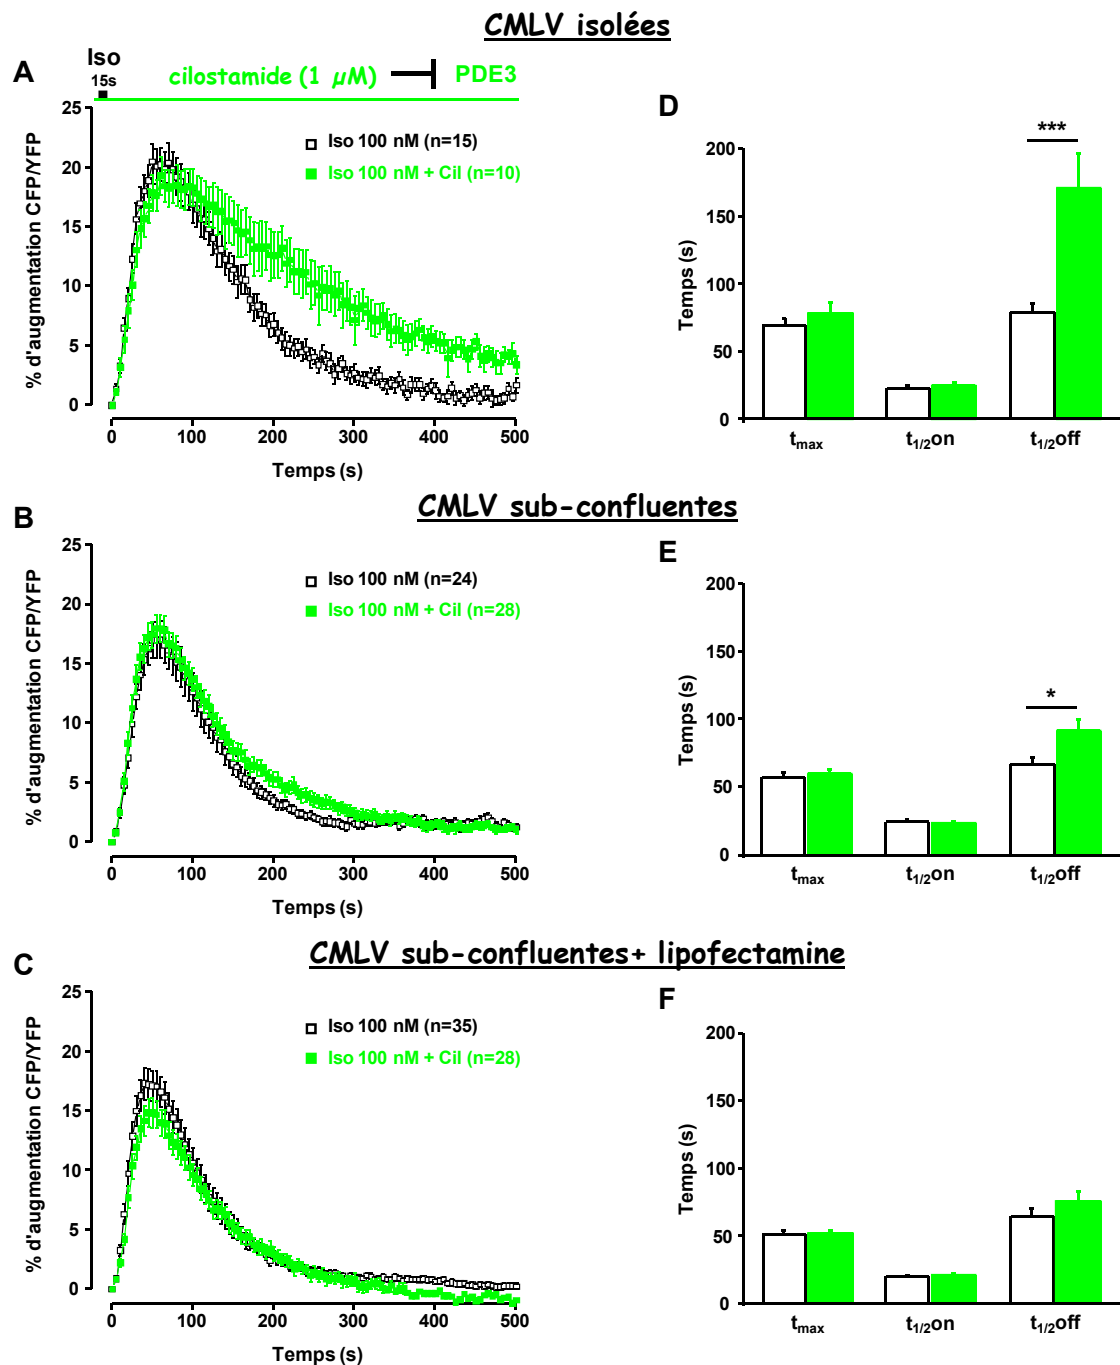 CMLV isolées
A
Iso
15s
cilostamide (1 µM)
PDE3
% d'augmentation CFP/YFP
25
20
15
10
5
0
Iso 100 nM (n=15)
Iso 100 nM + Cil (n=10)
0 100 200 300 400 500
Temps (s)
D
Temps (s)
200
150
100
50
0
***
tmax t1/2on t1/2off
CMLV sub-confluentes
B
% d'augmentation CFP/YFP
25
20
15
10
5
0
Iso 100 nM (n=24)
Iso 100 nM + Cil (n=28)
0 100 200 300 400 500
Temps (s)
E
Temps (s)
200
150
100
50
0
*
tmax t1/2on t1/2off
CMLV sub-confluentes+ lipofectamine
C
% d'augmentation CFP/YFP
25
20
15
10
5
0
Iso 100 nM (n=35)
Iso 100 nM + Cil (n=28)
0 100 200 300 400 500
Temps (s)
F
Temps (s)
200
150
100
50
0
tmax t1/2on t1/2off